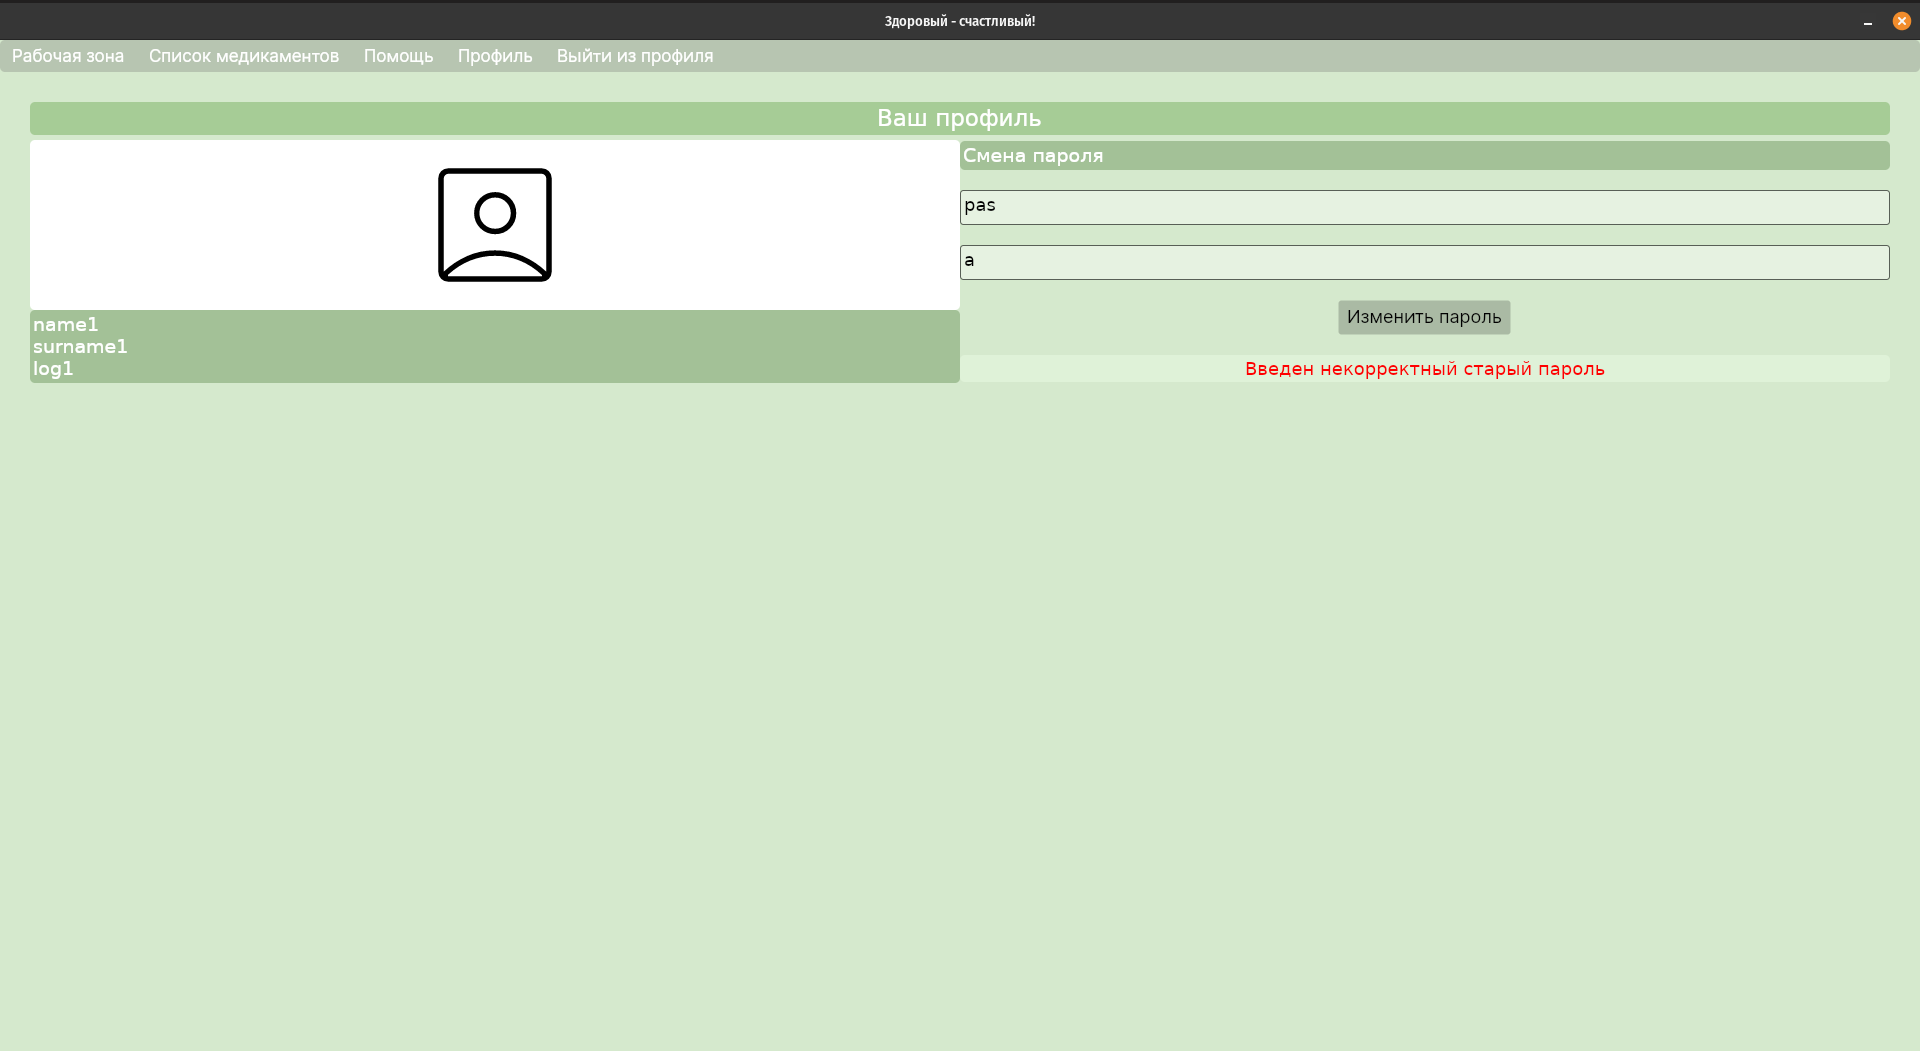 Здоровый - счастливый!
Рабочая зона Список медикаментов Помощь Профиль Выйти из профиля
Ваш профиль
Смена пароля
pas
a
Изменить пароль
name1
surname1
log1
Введен некорректный старый пароль